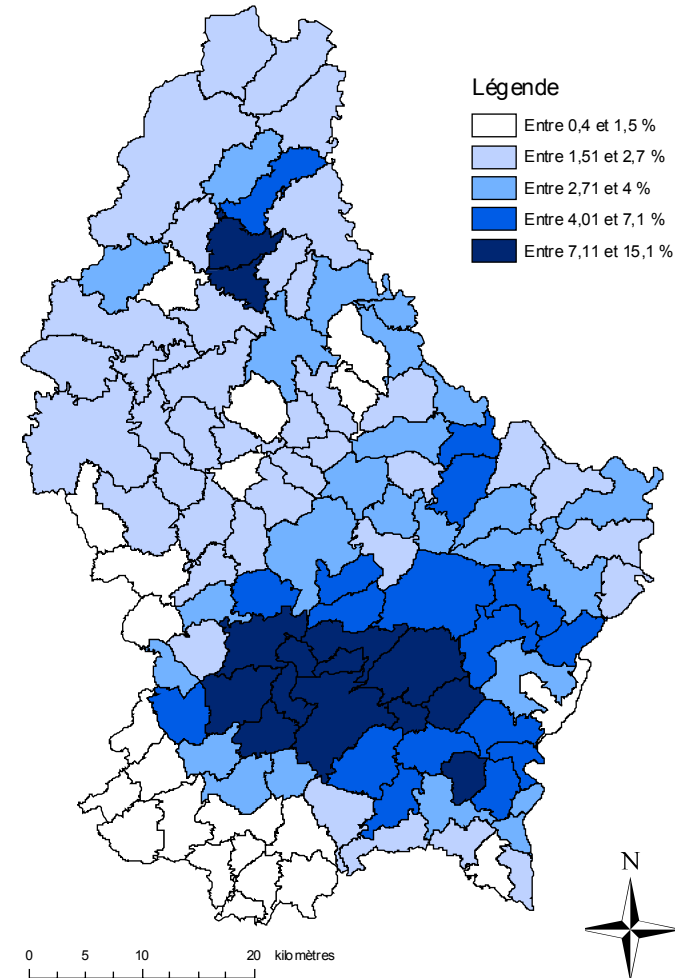 Légende
Entre 0,4 et 1,5 %
Entre 1,51 et 2,7 %
Entre 2,71 et 4 %
Entre 4,01 et 7,1 %
Entre 7,11 et 15,1 %
N
0 5 10 20 kilomètres